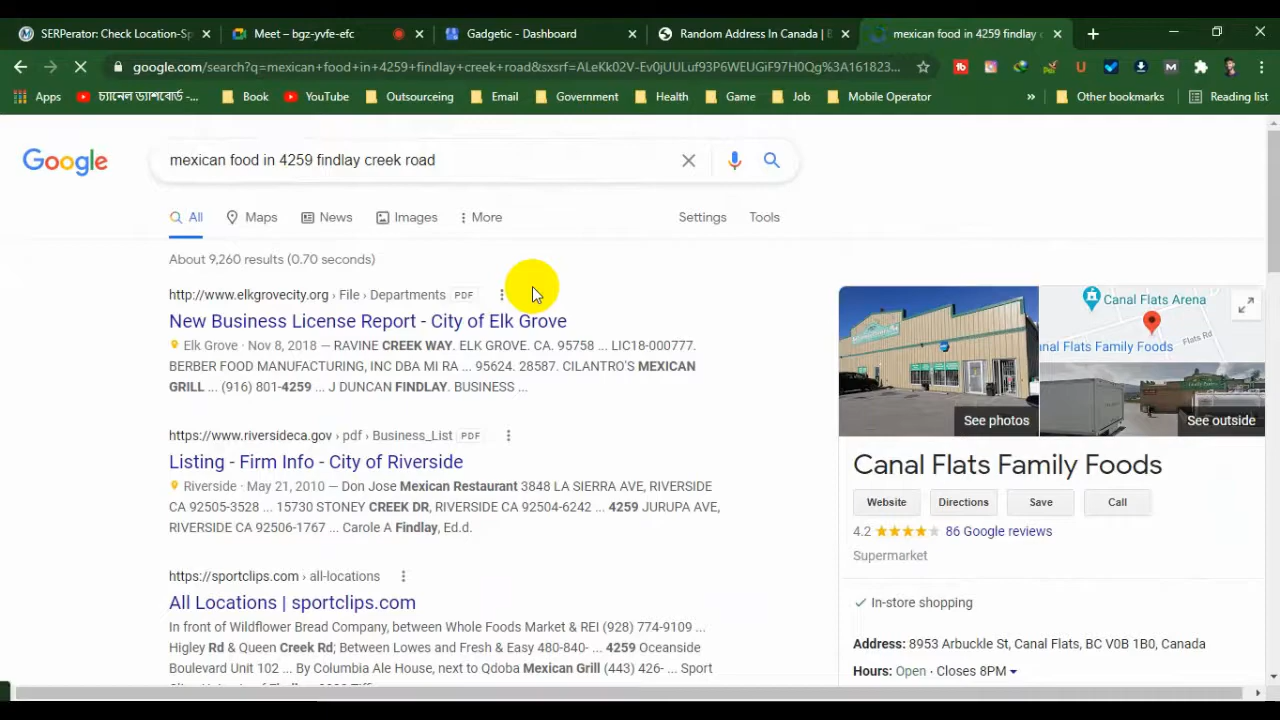 SERPerator: Check Location-Sp
Meet – bgz-yvfe-efc
Gadgetic - Dashboard
Random Address In Canada | E
mexican food in 4259 findlay c
google.com/search?q=mexican+food+in+4259+findlay+creek+road&sxsrf=ALeKk02V-Ev0jUULuf93P6WEUGiF97H0Qg%3A161823...
Apps
চ্যানেল ড্যাশবোর্ড -...
Book
YouTube
Outsourceing
Email
Government
Health
Game
Job
Mobile Operator
»
Other bookmarks
Reading list
Google
mexican food in 4259 findlay creek road
All
Maps
News
Images
More
Settings
Tools
About 9,260 results (0.70 seconds)
http://www.elkgrovecity.org › File › Departments PDF
New Business License Report - City of Elk Grove
Elk Grove · Nov 8, 2018 — RAVINE CREEK WAY. ELK GROVE. CA. 95758 ... LIC18-000777.
BERBER FOOD MANUFACTURING, INC DBA MI RA ... 95624. 28587. CILANTRO'S MEXICAN
GRILL ... (916) 801-4259 ... J DUNCAN FINDLAY. BUSINESS ...
https://www.riversideca.gov › pdf › Business_List PDF
Listing - Firm Info - City of Riverside
Riverside · May 21, 2010 — Don Jose Mexican Restaurant 3848 LA SIERRA AVE, RIVERSIDE
CA 92505-3528 ... 15730 STONEY CREEK DR, RIVERSIDE CA 92504-6242 ... 4259 JURUPA AVE,
RIVERSIDE CA 92506-1767 ... Carole A Findlay, Ed.d.
https://sportclips.com › all-locations
All Locations | sportclips.com
In front of Wildflower Bread Company, between Whole Foods Market & REI (928) 774-9109 ...
Higley Rd & Queen Creek Rd; Between Lowes and Fresh & Easy 480-840- ... 4259 Oceanside
Boulevard Unit 102 ... By Columbia Ale House, next to Qdoba Mexican Grill (443) 426- ... Sport
Canal Flats Arena
nal Flats Family Foods
Flats Rd
See photos
See outside
Canal Flats Family Foods
Website
Directions
Save
Call
4.2
86 Google reviews
Supermarket
In-store shopping
Address: 8953 Arbuckle St, Canal Flats, BC V0B 1B0, Canada
Hours: Open · Closes 8PM